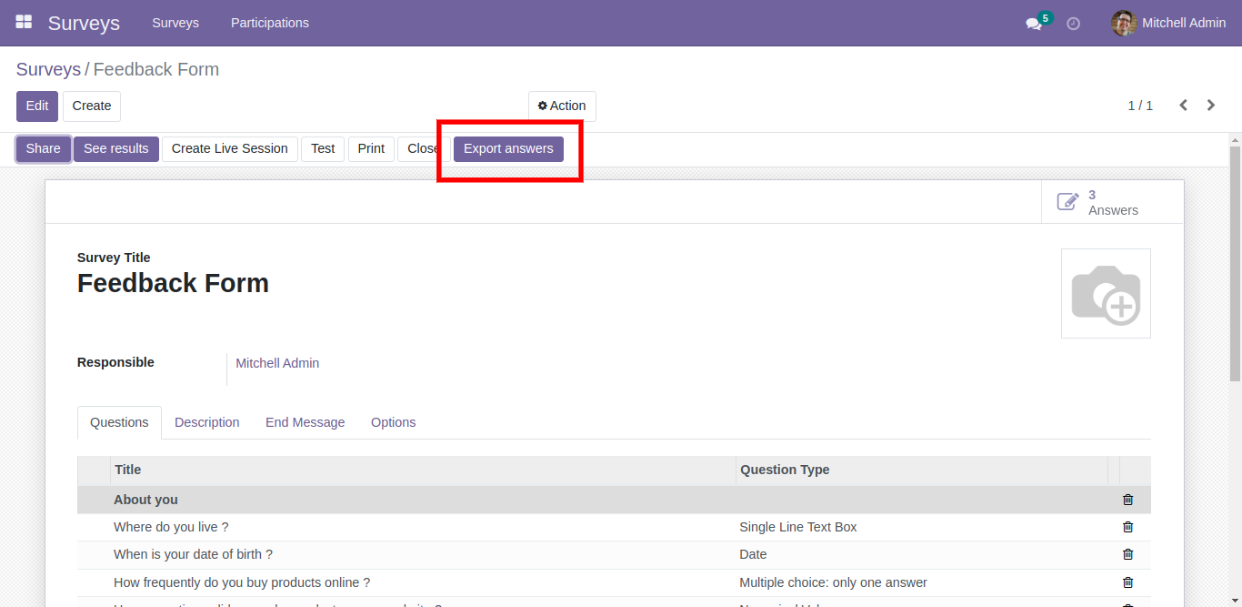 Surveys Surveys Participations 5 Mitchell Admin
Surveys / Feedback Form
Edit Create Action 1 / 1
Share See results Create Live Session Test Print Close Export answers
3
Answers
Survey Title
Feedback Form
Responsible Mitchell Admin
Questions Description End Message Options
Title Question Type
About you
Where do you live ? Single Line Text Box
When is your date of birth ? Date
How frequently do you buy products online ? Multiple choice: only one answer